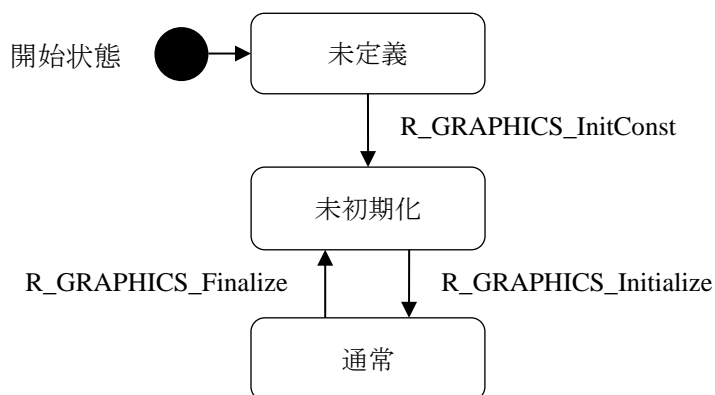 開始状態
未定義
R_GRAPHICS_InitConst
未初期化
R_GRAPHICS_Finalize
R_GRAPHICS_Initialize
通常